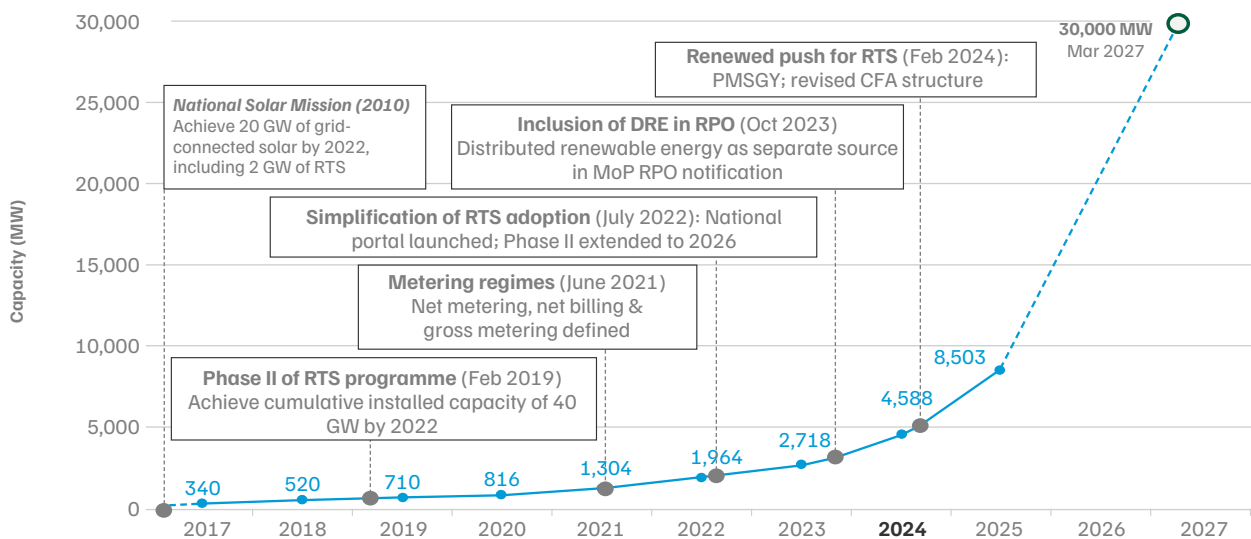 30,000
25,000
20,000
15,000
10,000
5,000
0
Capacity (MW)
30,000 MW
Mar 2027
Renewed push for RTS (Feb 2024):
PMSGY; revised CFA structure
National Solar Mission (2010)
Achieve 20 GW of grid-
connected solar by 2022,
including 2 GW of RTS
Inclusion of DRE in RPO (Oct 2023)
Distributed renewable energy as separate source
in MoP RPO notification
Simplification of RTS adoption (July 2022): National
portal launched; Phase II extended to 2026
Metering regimes (June 2021)
Net metering, net billing &
gross metering defined
Phase II of RTS programme (Feb 2019)
Achieve cumulative installed capacity of 40
GW by 2022
340
520
710
816
1,304
1,964
2,718
4,588
8,503
2017
2018
2019
2020
2021
2022
2023
2024
2025
2026
2027